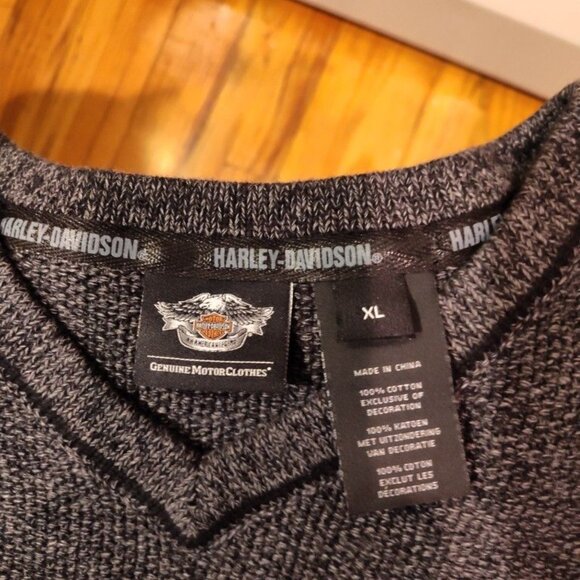 HARLEY-DAVIDSON® HARLEY-DAVIDSON® HARL
HARLEY-DAVIDSON
GENUINE MOTORCLOTHES®
XL
MADE IN CHINA
100% COTTON
EXCLUSIVE OF
DECORATION
100% KATOEN
MET UITZONDERING
VAN DECORATIE
100% COTON
EXCLUT LES
DÉCORATIONS